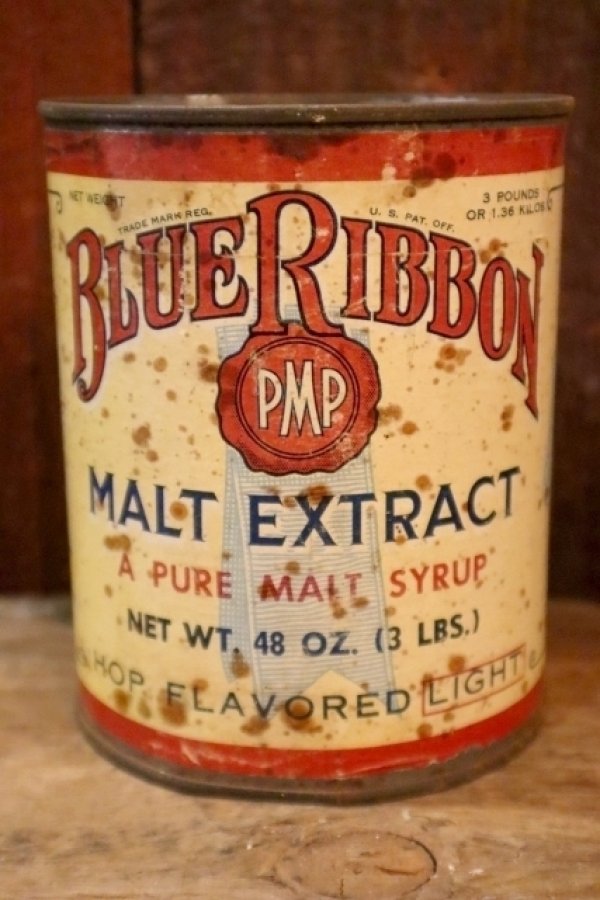 NET WEIGHT
3 POUNDS
OR 1.36 KILOS
TRADE MARK REG.
U. S. PAT. OFF.
BLUE RIBBON
PMP
MALT EXTRACT
A PURE MALT SYRUP
NET WT. 48 OZ. (3 LBS.)
HOP FLAVORED LIGHT